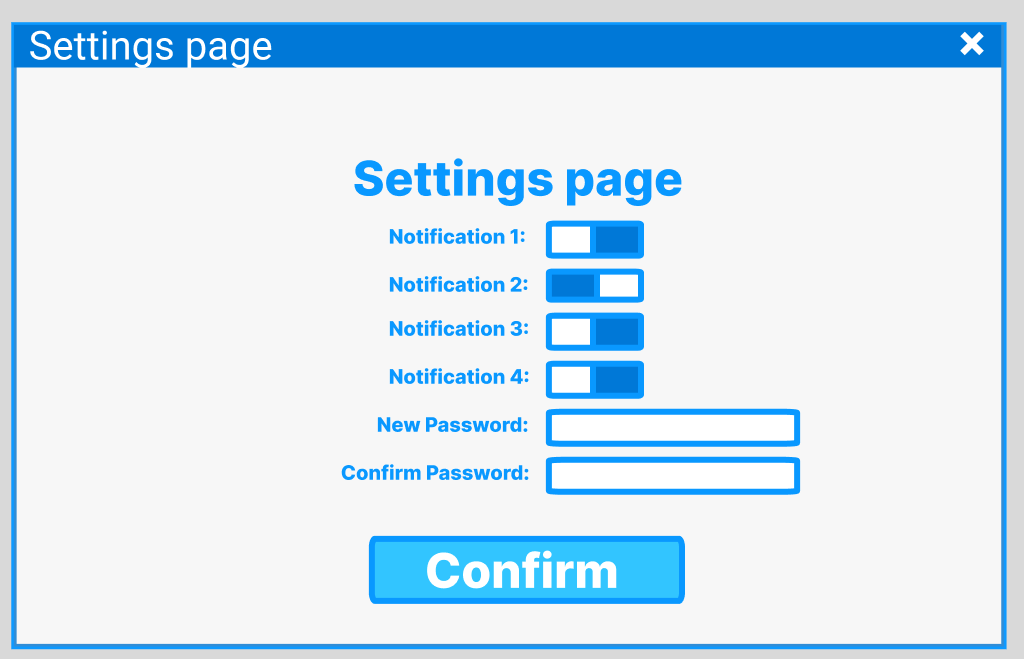 Settings page
Settings page
Notification 1:
Notification 2:
Notification 3:
Notification 4:
New Password:
Confirm Password:
Confirm